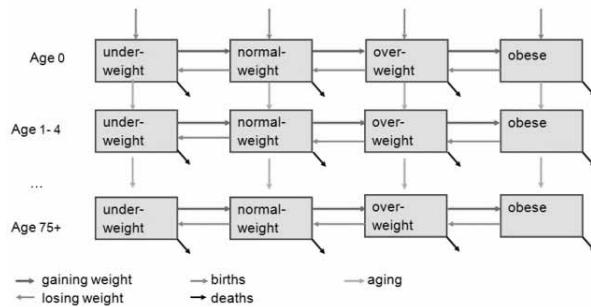 under-
weight
normal-
weight
over-
weight
obese
Age 0
under-
weight
normal-
weight
over-
weight
obese
Age 1- 4
...
under-
weight
normal-
weight
over-
weight
obese
Age 75+
gaining weight
births
aging
losing weight
deaths